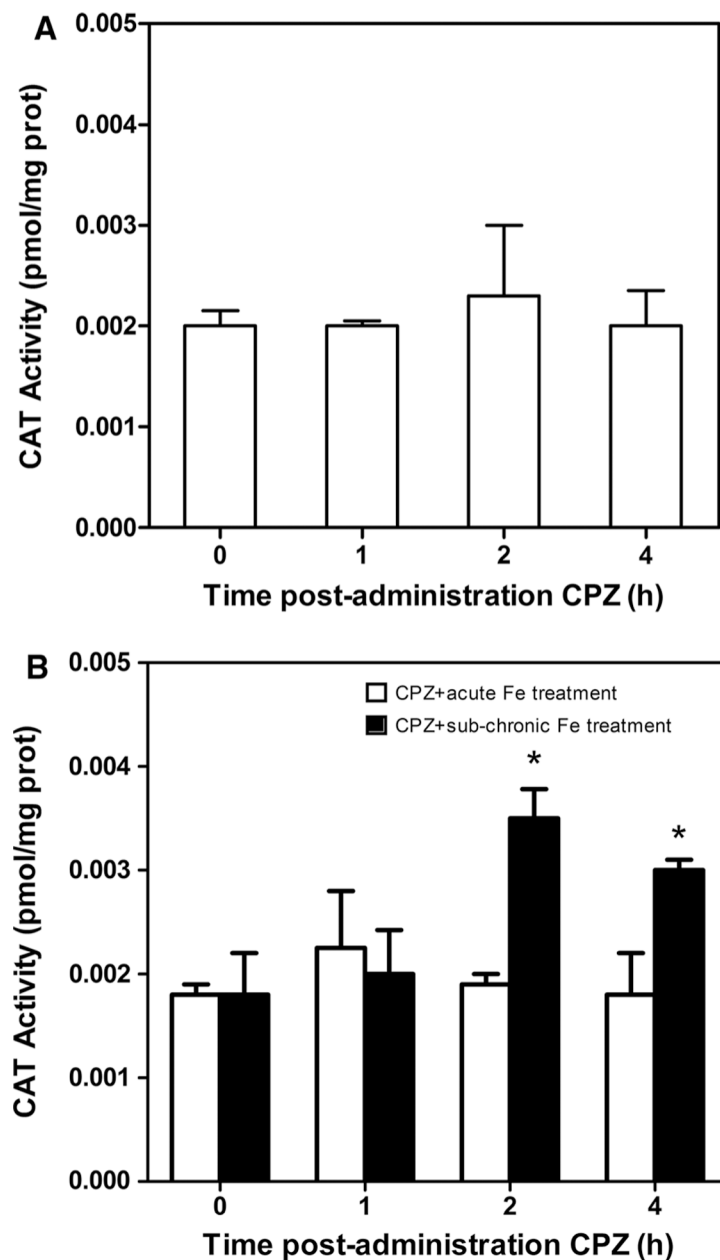 A
CAT Activity (pmol/mg prot)
0.005
0.004
0.003
0.002
0.001
0.000
0 1 2 4
Time post-administration CPZ (h)
B
CAT Activity (pmol/mg prot)
0.005
0.004
0.003
0.002
0.001
0.000
CPZ+acute Fe treatment
CPZ+sub-chronic Fe treatment
*
*
0 1 2 4
Time post-administration CPZ (h)